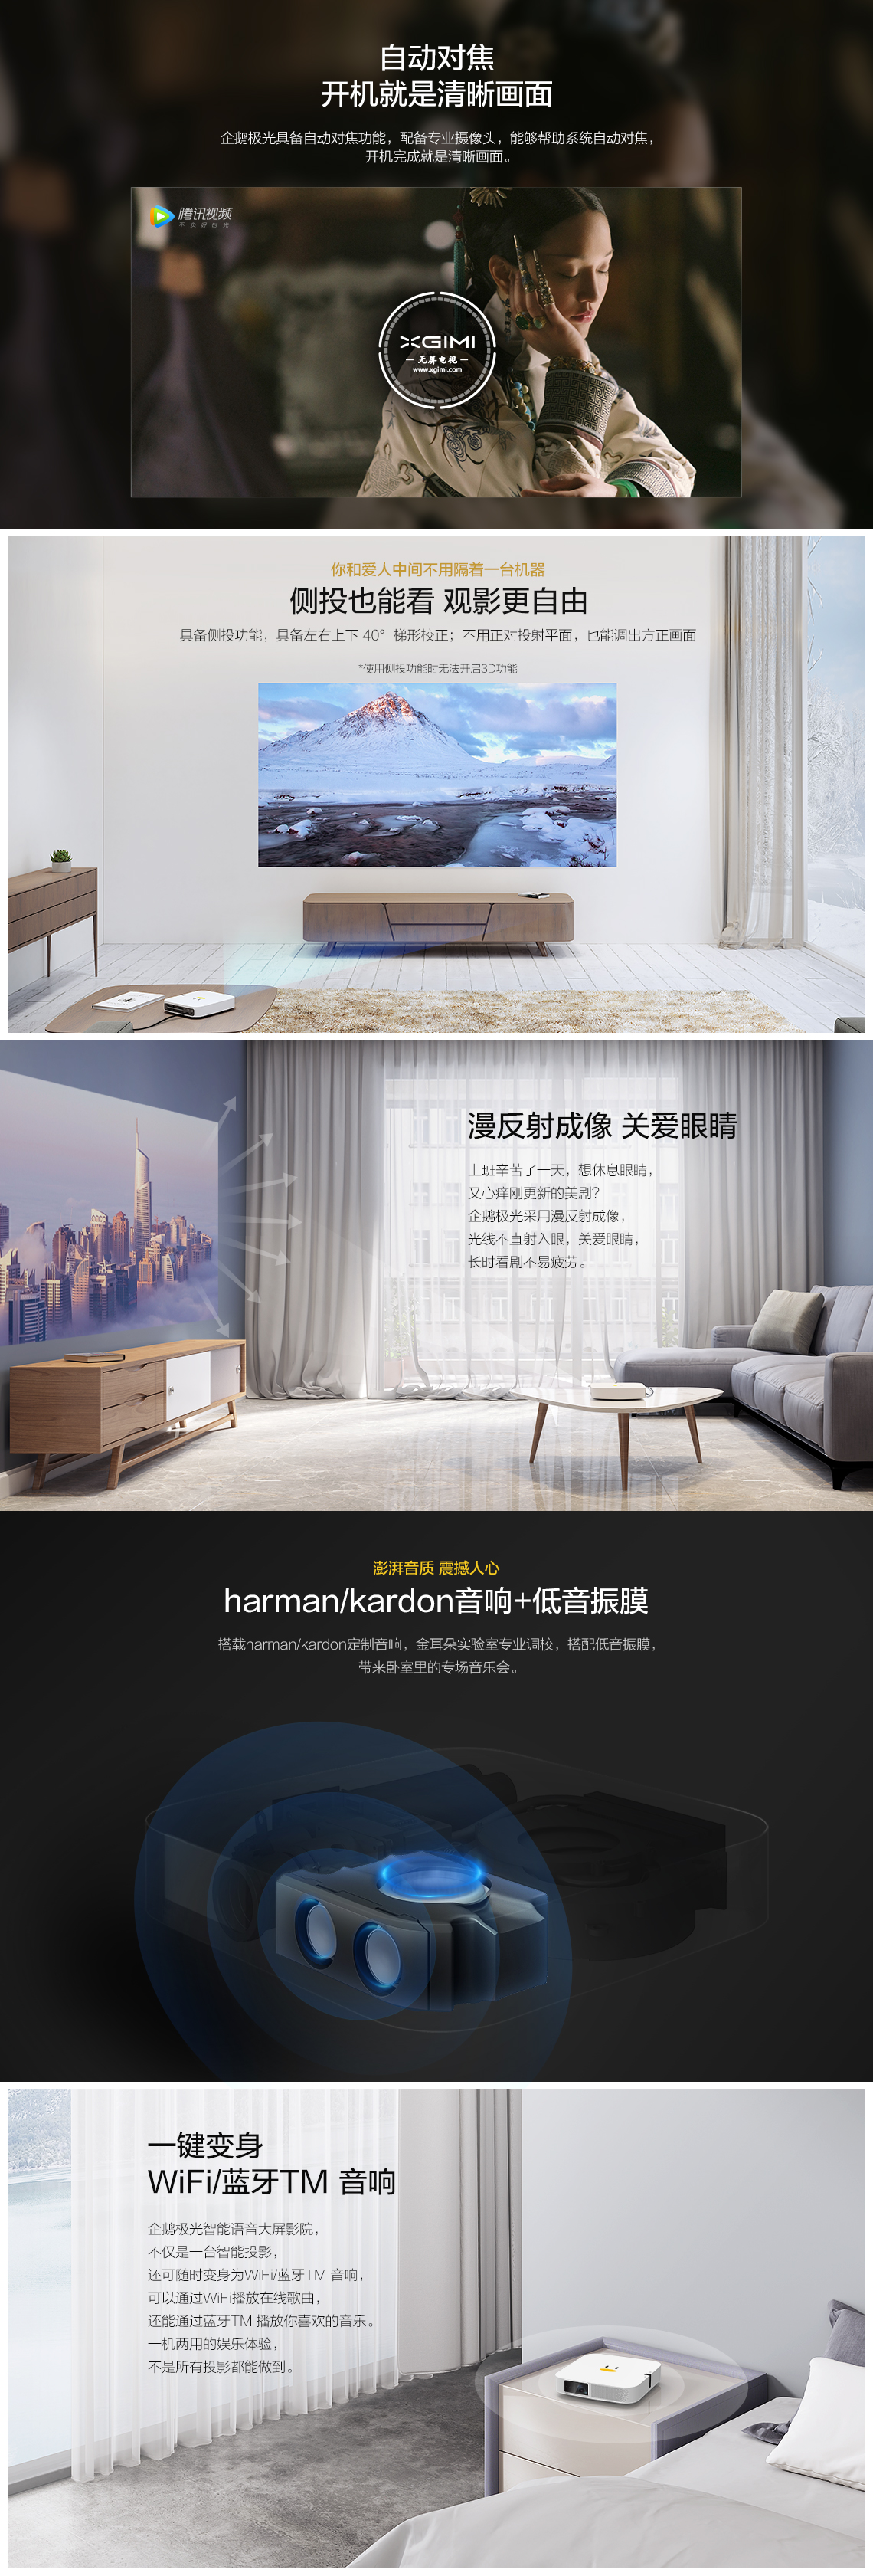 自动对焦
开机就是清晰画面
企鹅极光具备自动对焦功能，配备专业摄像头，能够帮助系统自动对焦，
开机完成就是清晰画面。
腾讯视频
不负好时光
XGIMI
无屏电视
www.xgimi.com
你和爱人中间不用隔着一台机器
侧投也能看 观影更自由
具备侧投功能，具备左右上下 40° 梯形校正；不用正对投射平面，也能调出方正画面
*使用侧投功能时无法开启3D功能
漫反射成像 关爱眼睛
上班辛苦了一天，想休息眼睛，
又心痒刚更新的美剧？
企鹅极光采用漫反射成像，
光线不直射入眼，关爱眼睛，
长时看剧不易疲劳。
澎湃音质 震撼人心
harman/kardon音响+低音振膜
搭载harman/kardon定制音响，金耳朵实验室专业调校，搭配低音振膜，
带来卧室里的专场音乐会。
一键变身
WiFi/蓝牙TM 音响
企鹅极光智能语音大屏影院，
不仅是一台智能投影，
还可随时变身为WiFi/蓝牙TM 音响，
可以通过WiFi播放在线歌曲，
还能通过蓝牙TM 播放你喜欢的音乐。
一机两用的娱乐体验，
不是所有投影都能做到。